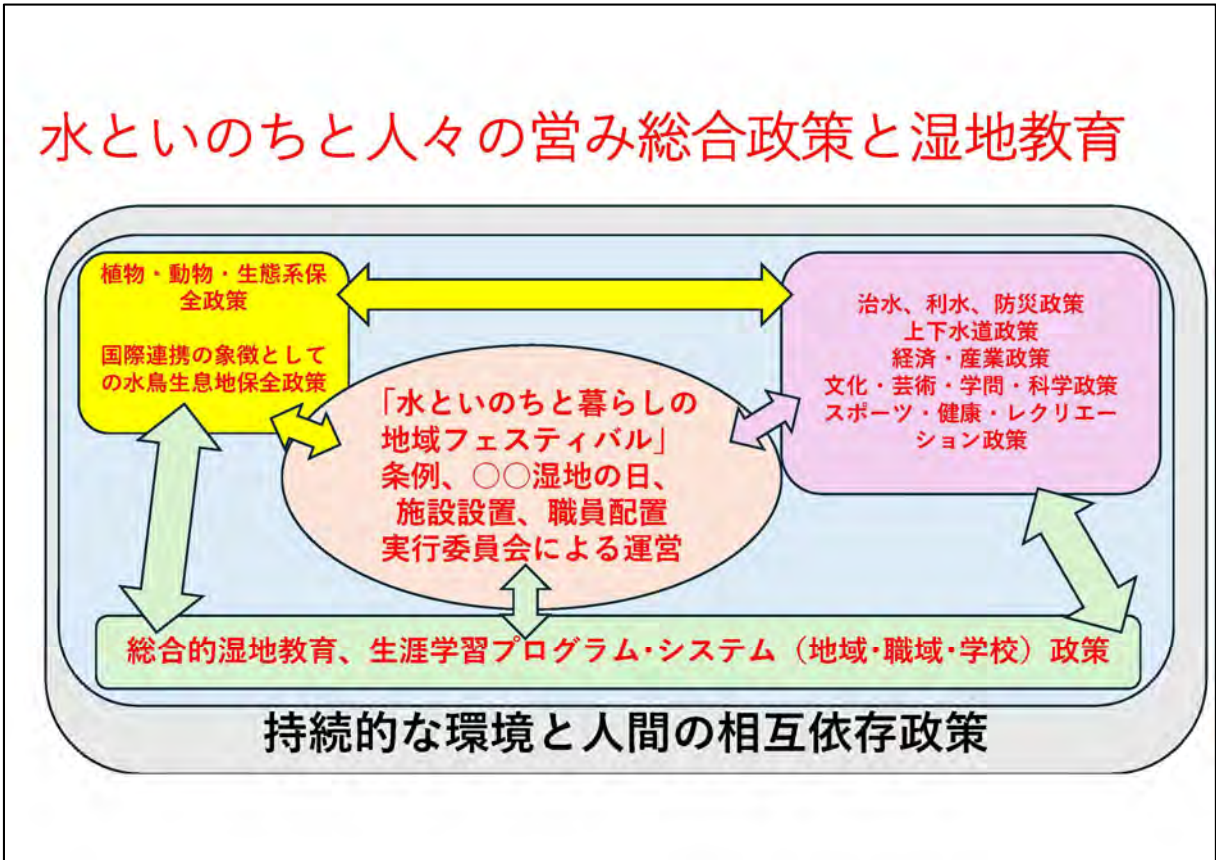 水といのちと人々の営み総合政策と湿地教育
植物・動物・生態系保
全政策
国際連携の象徴として
の水鳥生息地保全政策
治水、利水、防災政策
上下水道政策
経済・産業政策
文化・芸術・学問・科学政策
スポーツ・健康・レクリエー
ション政策
「水といのちと暮らしの
地域フェスティバル」
条例、○○湿地の日、
施設設置、職員配置
実行委員会による運営
総合的湿地教育、生涯学習プログラム・システム（地域・職域・学校）政策
持続的な環境と人間の相互依存政策